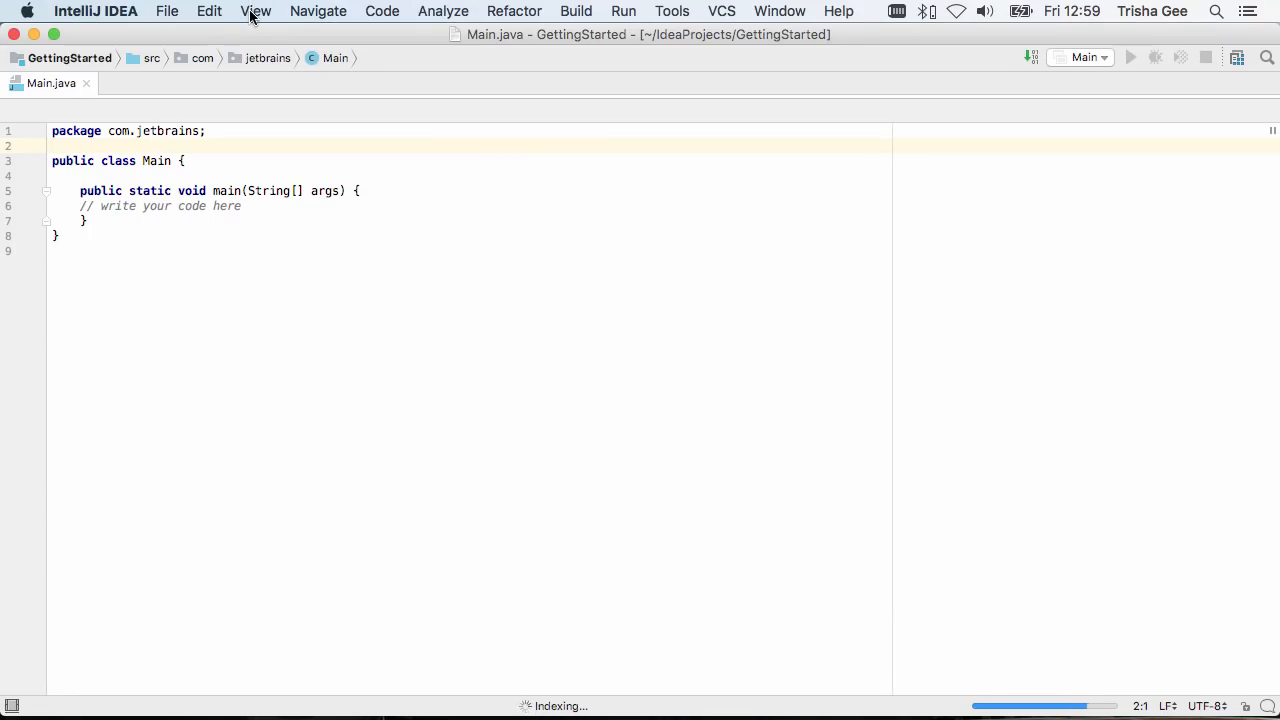 IntelliJ IDEA File Edit View Navigate Code Analyze Refactor Build Run Tools VCS Window Help Fri 12:59 Trisha Gee
Main.java - GettingStarted - [~/IdeaProjects/GettingStarted]
GettingStarted src com jetbrains C Main Main
Main.java
1 package com.jetbrains;
2
3 public class Main {
4
5 public static void main(String[] args) {
6 // write your code here
7 }
8 }
9
Indexing... 2:1 LF UTF-8